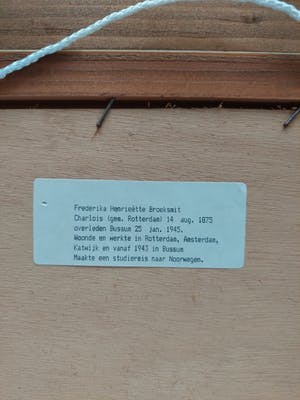 Frederika Henrieëtte Broeksmit
Charlois (gem. Rotterdam) 14 aug. 1875
overleden Bussum 25 jan. 1945.
Woonde en werkte in Rotterdam, Amsterdam,
Katwijk en vanaf 1943 in Bussum
Maakte een studiereis naar Noorwegen.